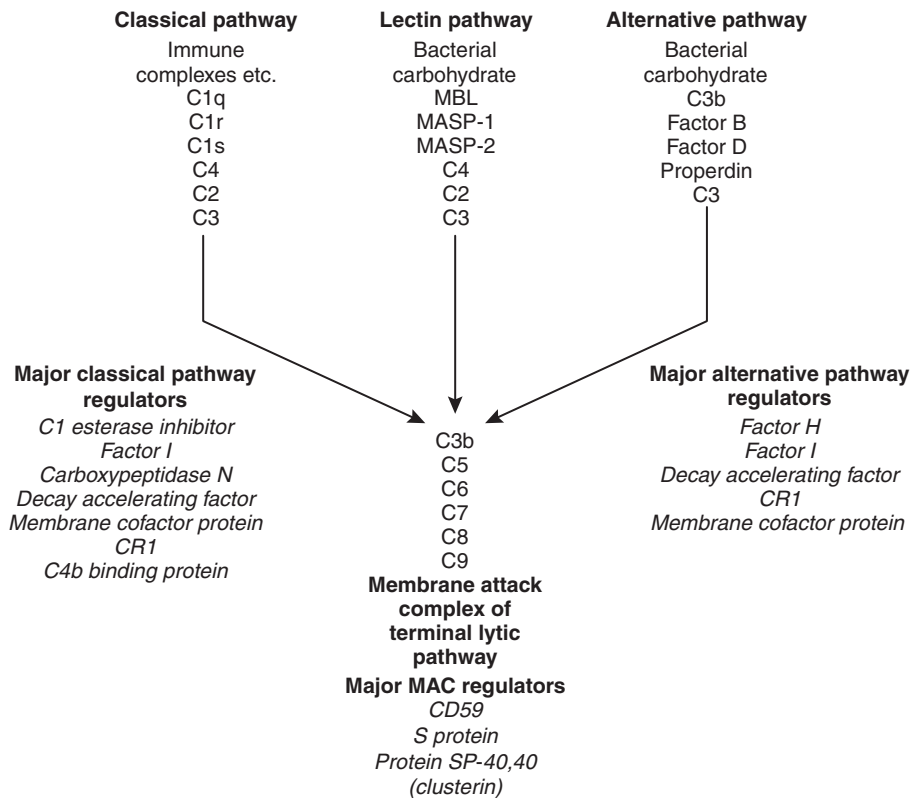 Classical pathway
Immune
complexes etc.
C1q
C1r
C1s
C4
C2
C3
Lectin pathway
Bacterial
carbohydrate
MBL
MASP-1
MASP-2
C4
C2
C3
Alternative pathway
Bacterial
carbohydrate
C3b
Factor B
Factor D
Properdin
C3
Major classical pathway
regulators
C1 esterase inhibitor
Factor I
Carboxypeptidase N
Decay accelerating factor
Membrane cofactor protein
CR1
C4b binding protein
C3b
C5
C6
C7
C8
C9
Membrane attack
complex of
terminal lytic
pathway
Major MAC regulators
CD59
S protein
Protein SP-40,40
(clusterin)
Major alternative pathway
regulators
Factor H
Factor I
Decay accelerating factor
CR1
Membrane cofactor protein